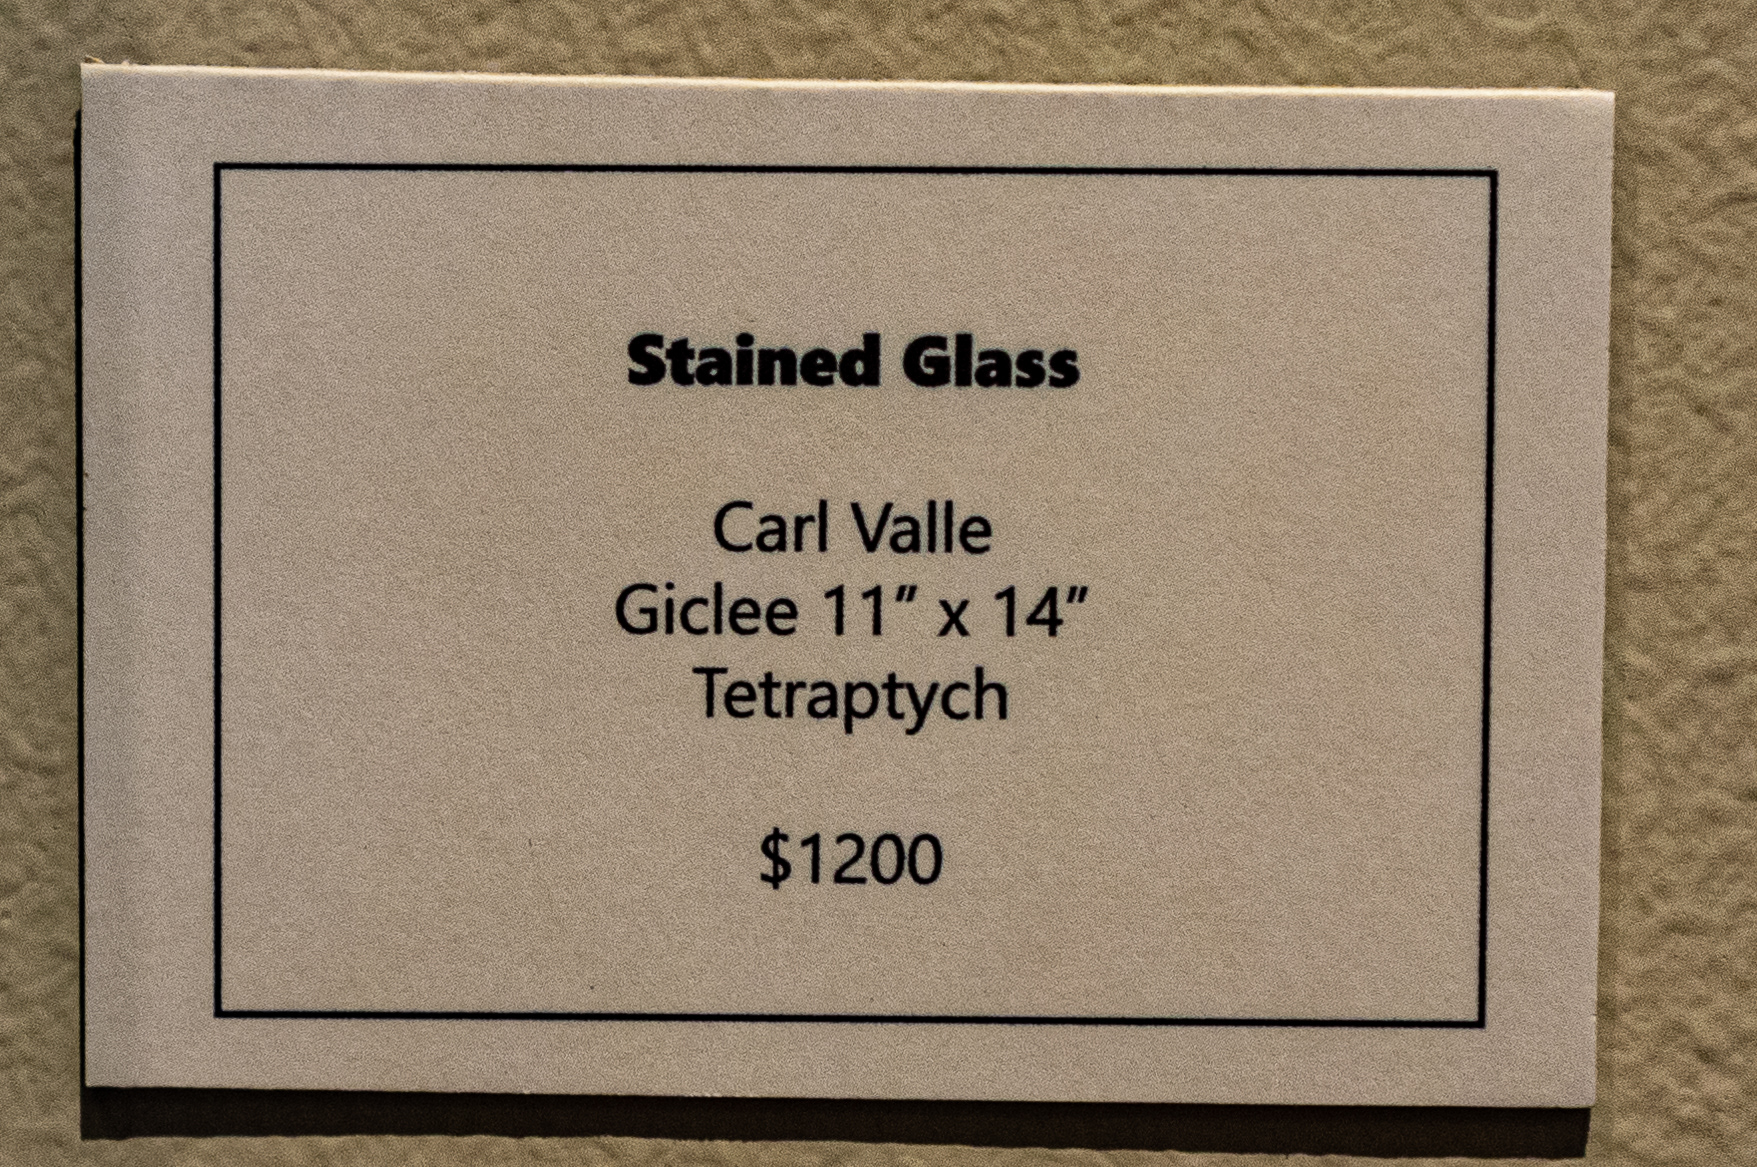 Stained Glass
Carl Valle
Giclee 11” x 14”
Tetraptych
$1200